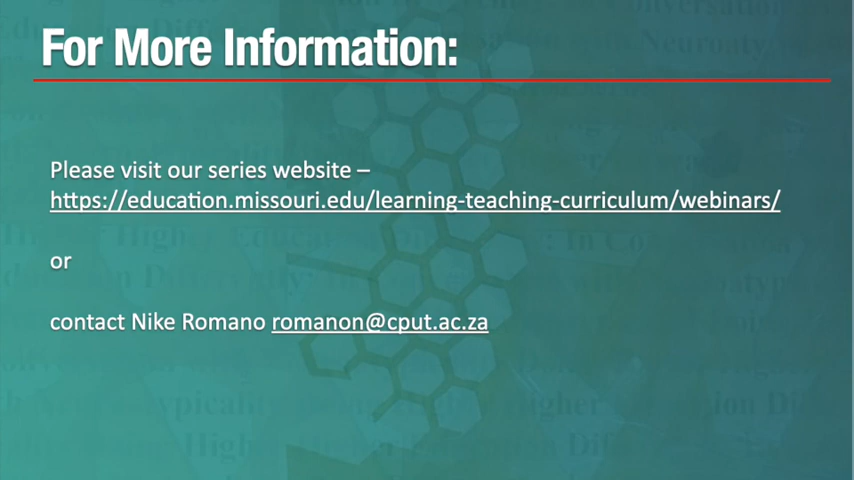 For More Information:
Please visit our series website –
https://education.missouri.edu/learning-teaching-curriculum/webinars/
or
contact Nike Romano romanon@cput.ac.za